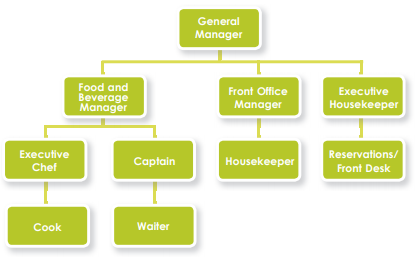 General
Manager
Food and
Beverage
Manager
Front Office
Manager
Executive
Housekeeper
Executive
Chef
Captain
Housekeeper
Reservations/
Front Desk
Cook
Waiter